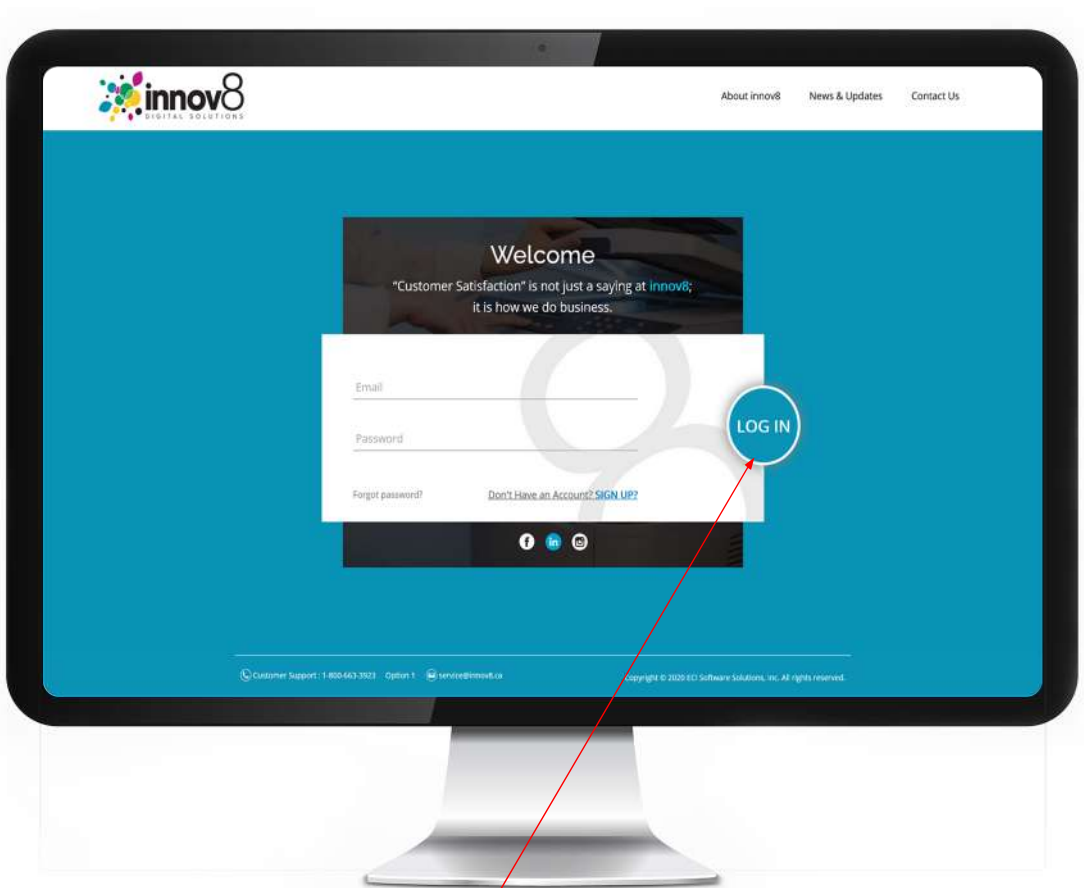 innov8
DIGITAL SOLUTIONS
About innov8 News & Updates Contact Us
Welcome
"Customer Satisfaction" is not just a saying at innov8;
it is how we do business.
Email
Password
LOG IN
Forgot password? Don't Have an Account? SIGN UP?
f in
Customer Support : 1-800-663-3923 Option 1 service@innov8.ca Copyright © 2020 ECI Software Solutions, Inc. All rights reserved.